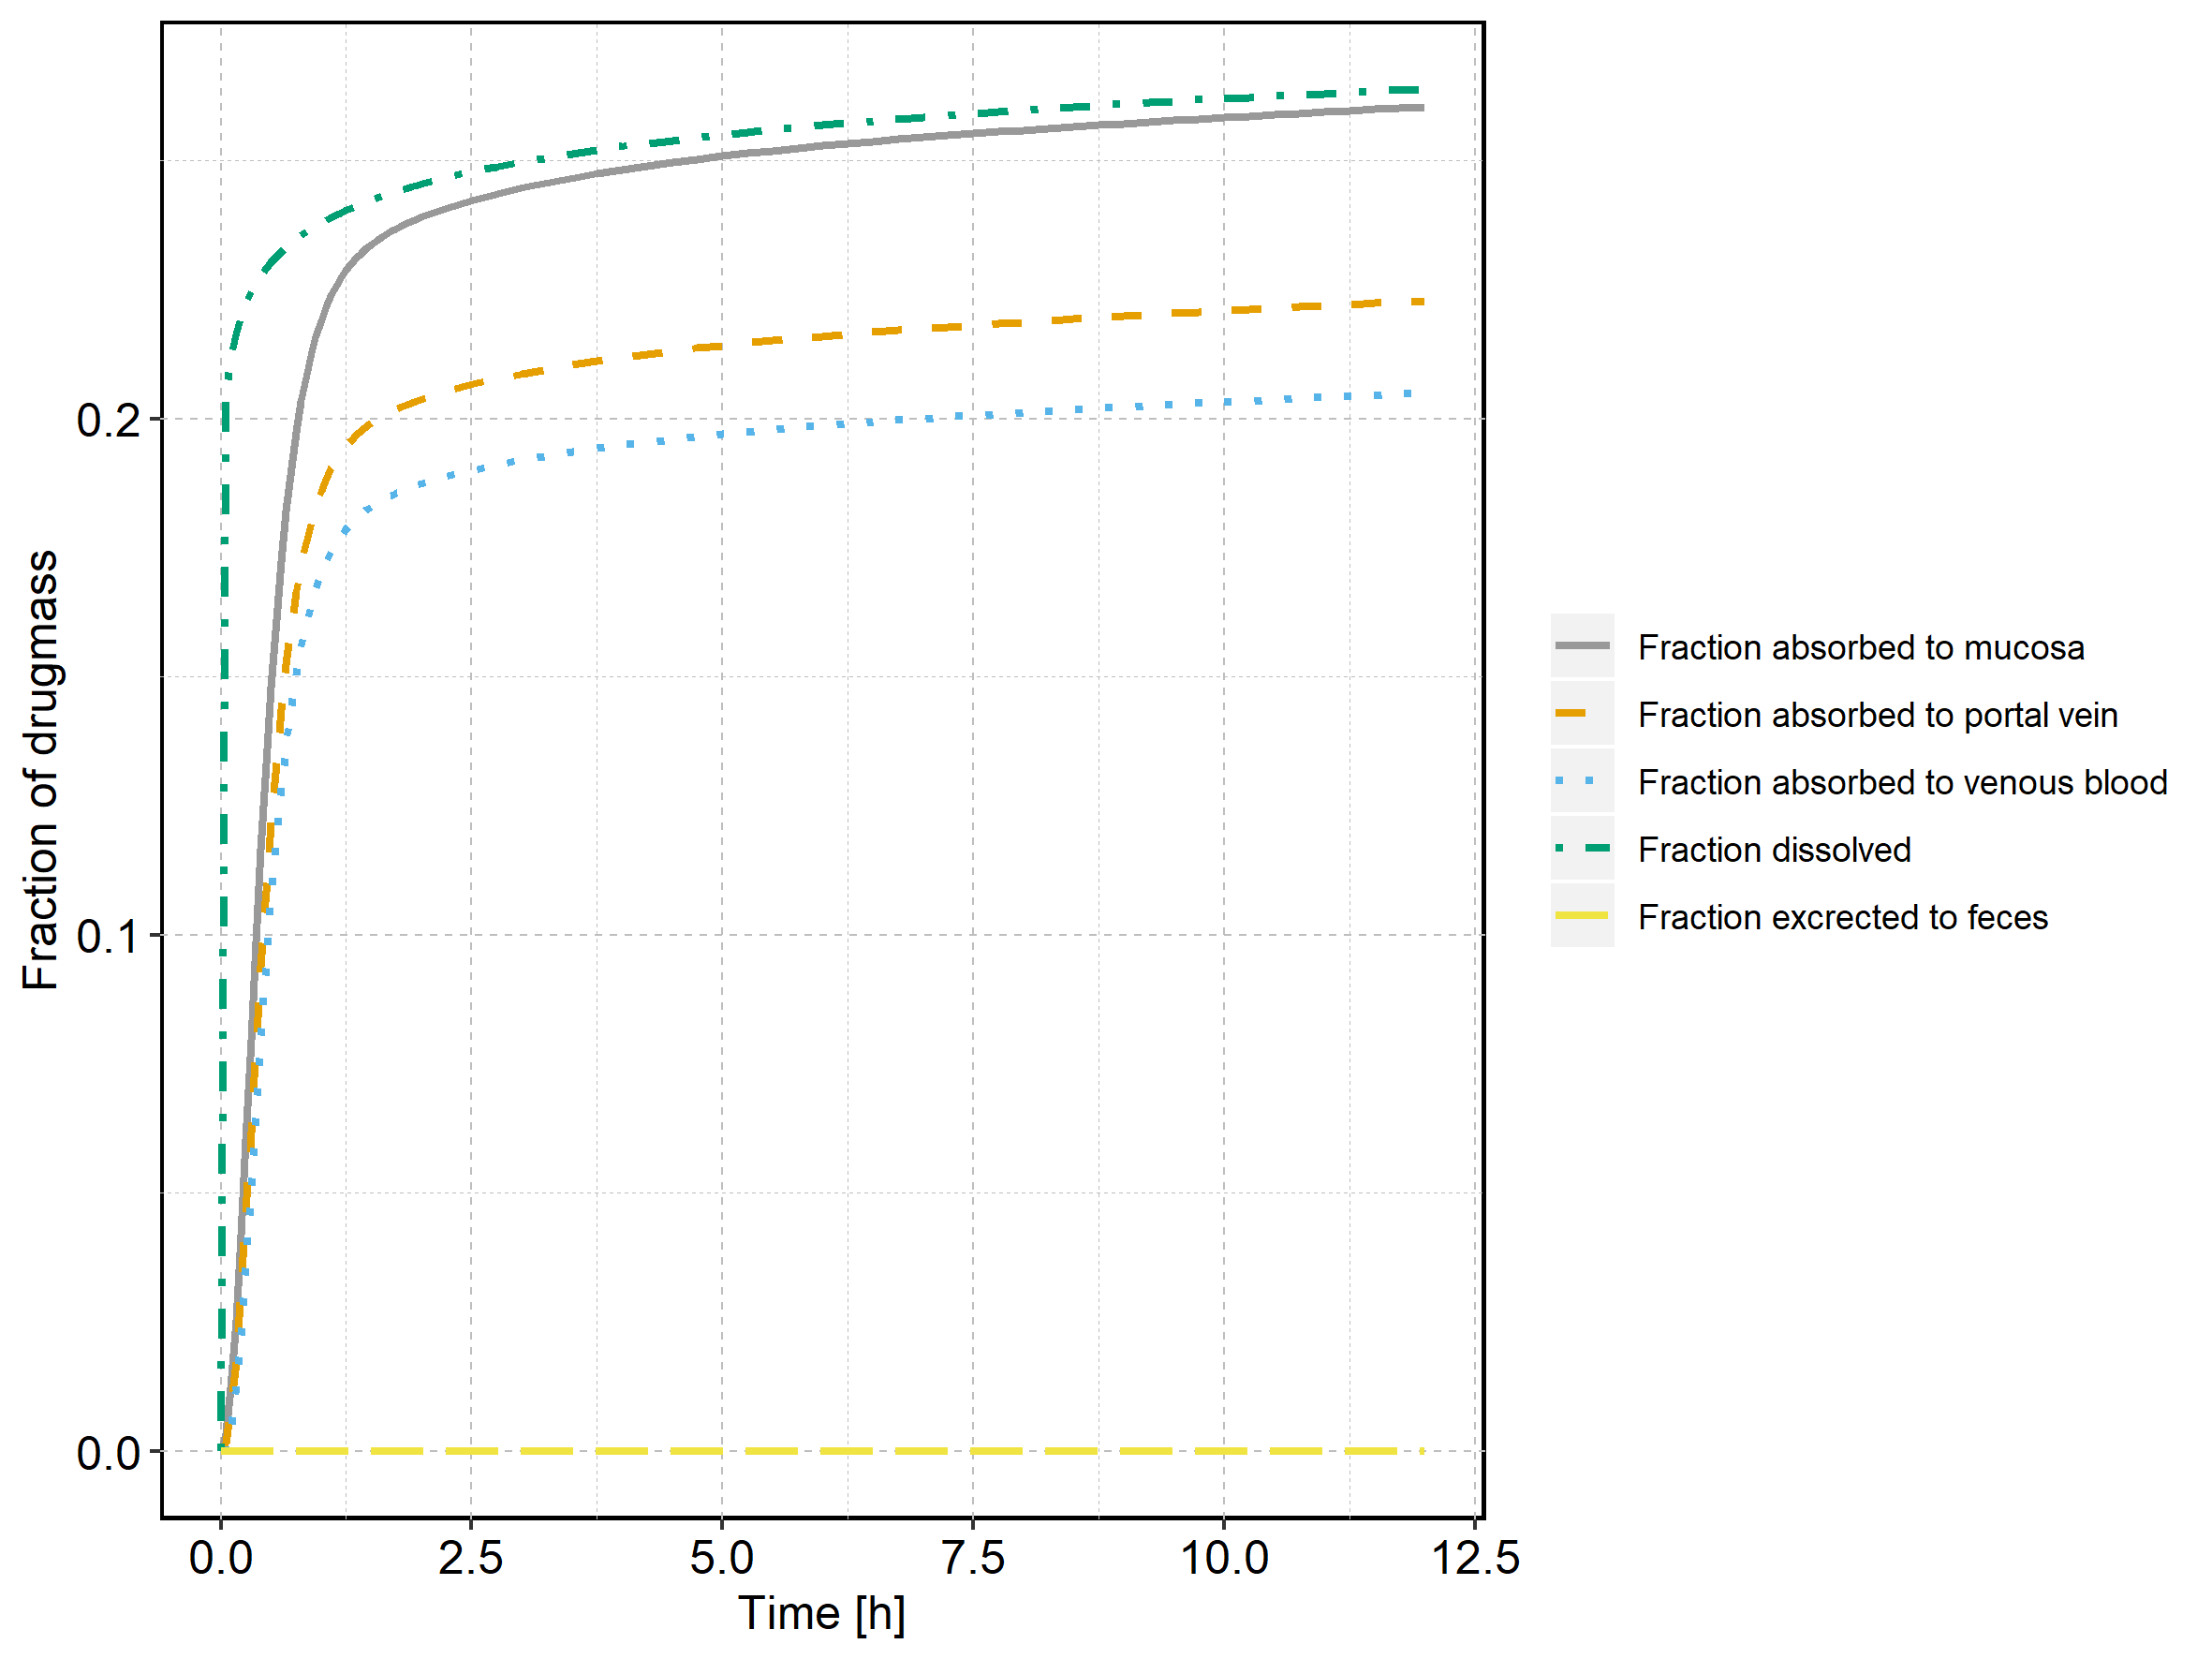 Fraction of drugmass
0.2
0.1
0.0
0.0 2.5 5.0 7.5 10.0 12.5
Time [h]
Fraction absorbed to mucosa
Fraction absorbed to portal vein
Fraction absorbed to venous blood
Fraction dissolved
Fraction excrected to feces